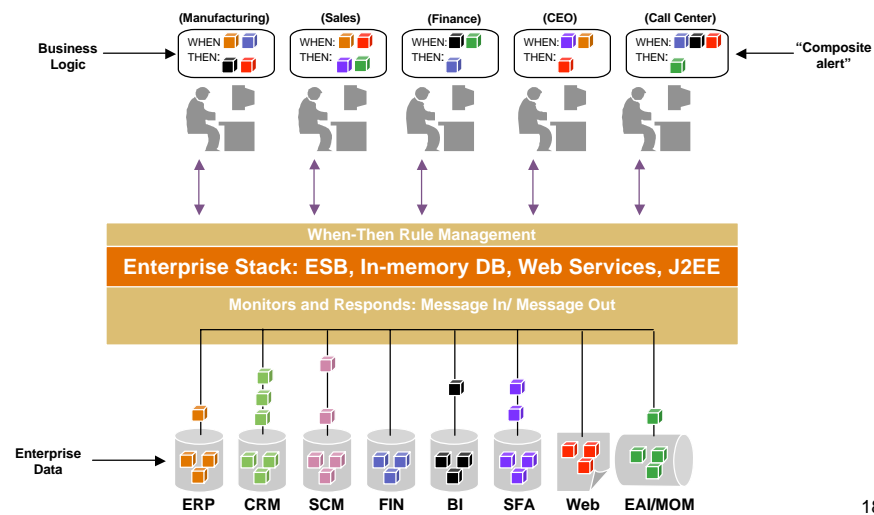 (Manufacturing) (Sales) (Finance) (CEO) (Call Center)
Business
Logic
WHEN
THEN:
WHEN:
THEN:
WHEN:
THEN:
WHEN:
THEN:
WHEN:
THEN:
“Composite
alert”
When-Then Rule Management
Enterprise Stack: ESB, In-memory DB, Web Services, J2EE
Monitors and Responds: Message In/ Message Out
Enterprise
Data
ERP CRM SCM FIN BI SFA Web EAI/MOM
18